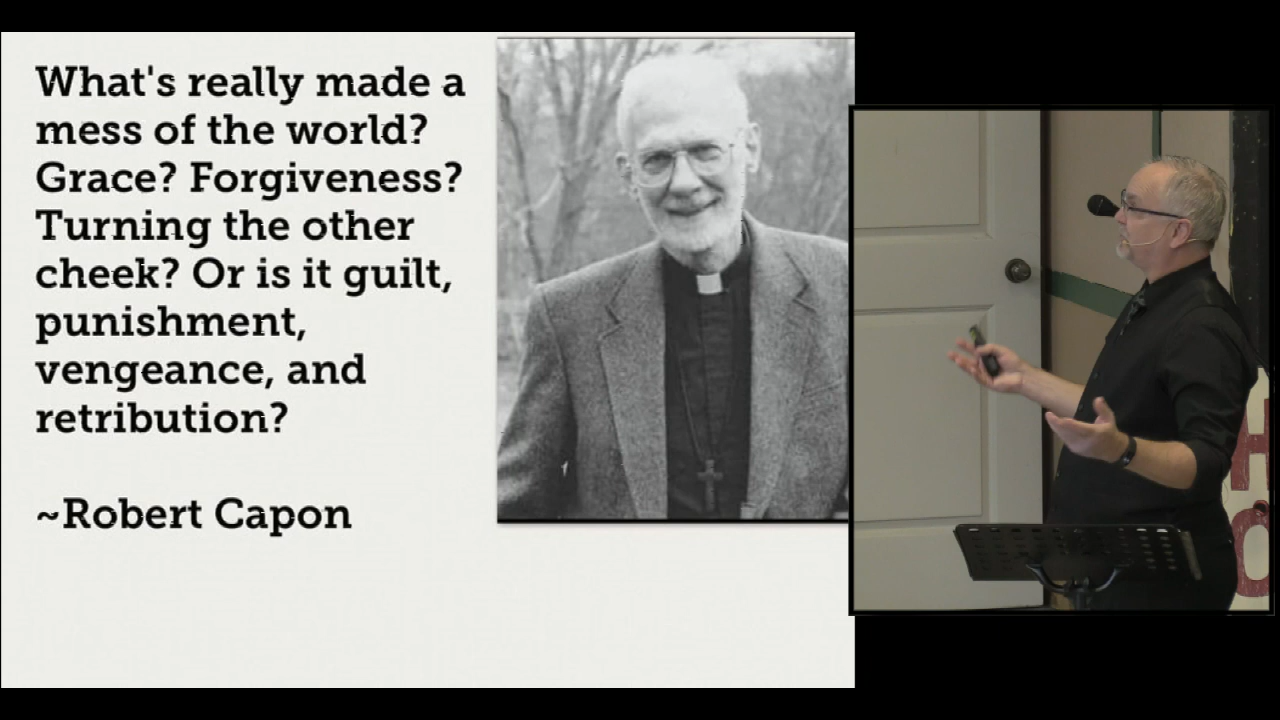 What's really made a
mess of the world?
Grace? Forgiveness?
Turning the other
cheek? Or is it guilt,
punishment,
vengeance, and
retribution?
~Robert Capon
H
O